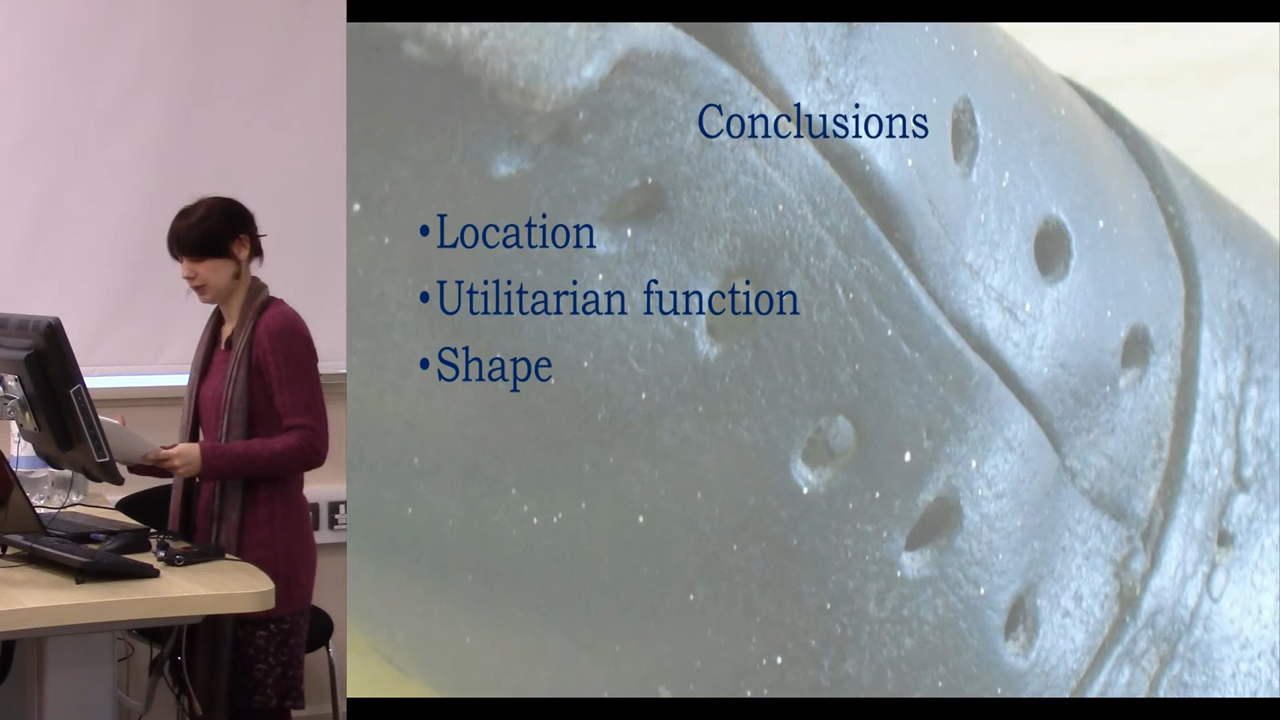 Conclusions
•Location
•Utilitarian function
•Shape